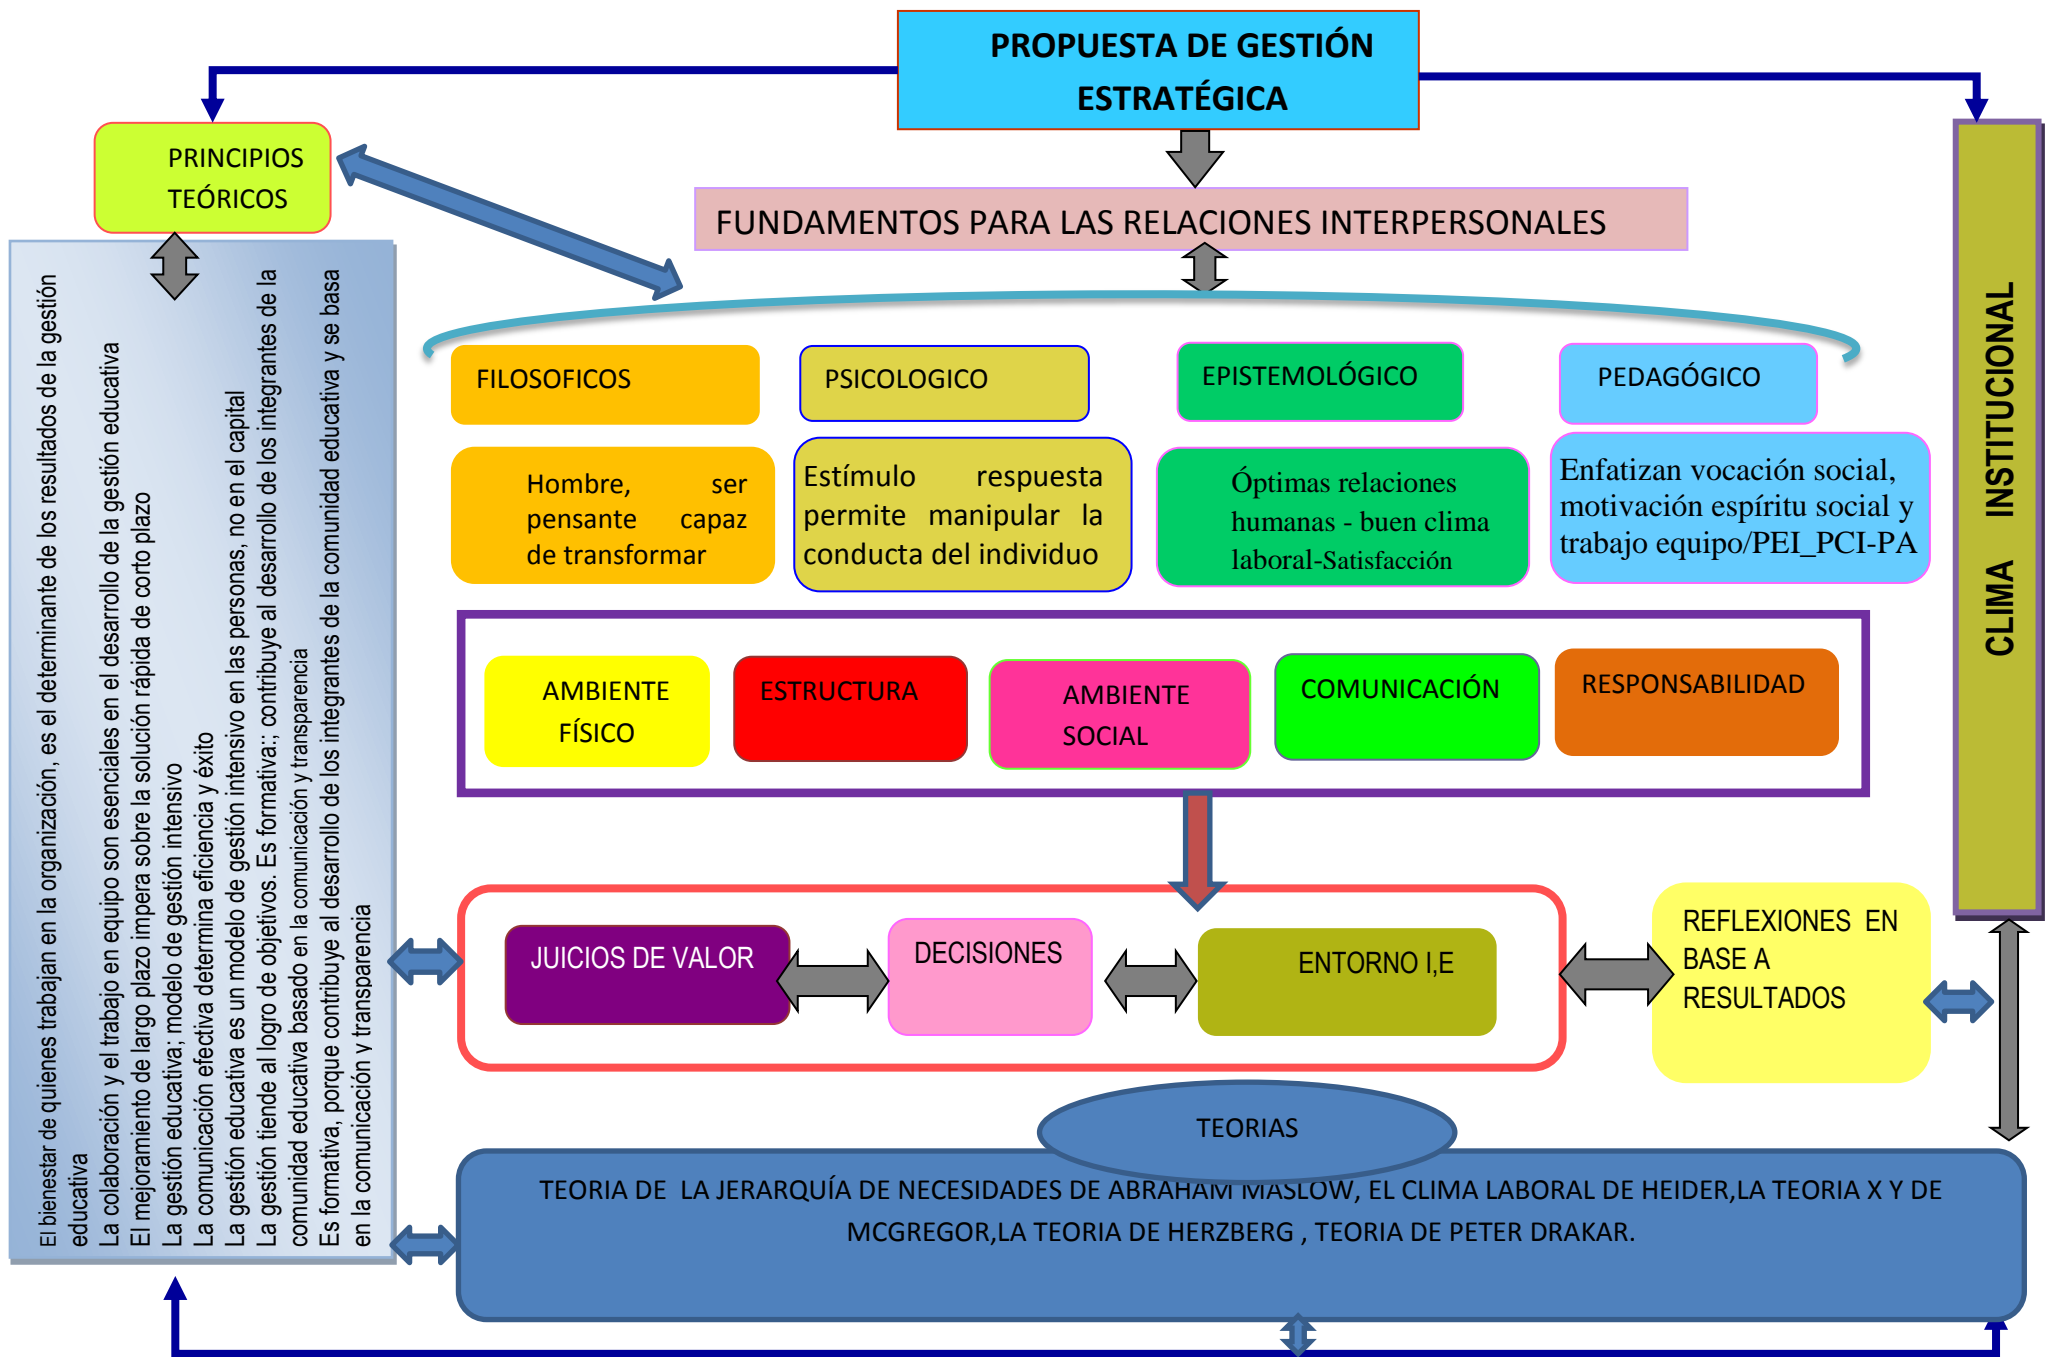 PROPUESTA DE GESTIÓN
ESTRATÉGICA
PRINCIPIOS
TEÓRICOS
FUNDAMENTOS PARA LAS RELACIONES INTERPERSONALES
CLIMA INSTITUCIONAL
El bienestar de quienes trabajan en la organización, es el determinante de los resultados de la gestión
educativa
La colaboración y el trabajo en equipo son esenciales en el desarrollo de la gestión educativa
El mejoramiento de largo plazo impera sobre la solución rápida de corto plazo
La gestión educativa; modelo de gestión intensivo
La comunicación efectiva determina eficiencia y éxito
La gestión educativa es un modelo de gestión intensivo en las personas, no en el capital
La gestión tiende al logro de objetivos. Es formativa:; contribuye al desarrollo de los integrantes de la
comunidad educativa basado en la comunicación y transparencia
Es formativa, porque contribuye al desarrollo de los integrantes de la comunidad educativa y se basa
en la comunicación y transparencia
FILOSOFICOS
PSICOLOGICO
EPISTEMOLÓGICO
PEDAGÓGICO
Hombre, ser
pensante capaz
de transformar
Estímulo respuesta
permite manipular la
conducta del individuo
Óptimas relaciones
humanas - buen clima
laboral-Satisfacción
Enfatizan vocación social,
motivación espíritu social y
trabajo equipo/PEI_PCI-PA
AMBIENTE
FÍSICO
ESTRUCTURA
AMBIENTE
SOCIAL
COMUNICACIÓN
RESPONSABILIDAD
JUICIOS DE VALOR
DECISIONES
ENTORNO I,E
REFLEXIONES EN
BASE A
RESULTADOS
TEORIAS
TEORIA DE LA JERARQUÍA DE NECESIDADES DE ABRAHAM MASLOW, EL CLIMA LABORAL DE HEIDER,LA TEORIA X Y DE
MCGREGOR,LA TEORIA DE HERZBERG , TEORIA DE PETER DRAKAR.